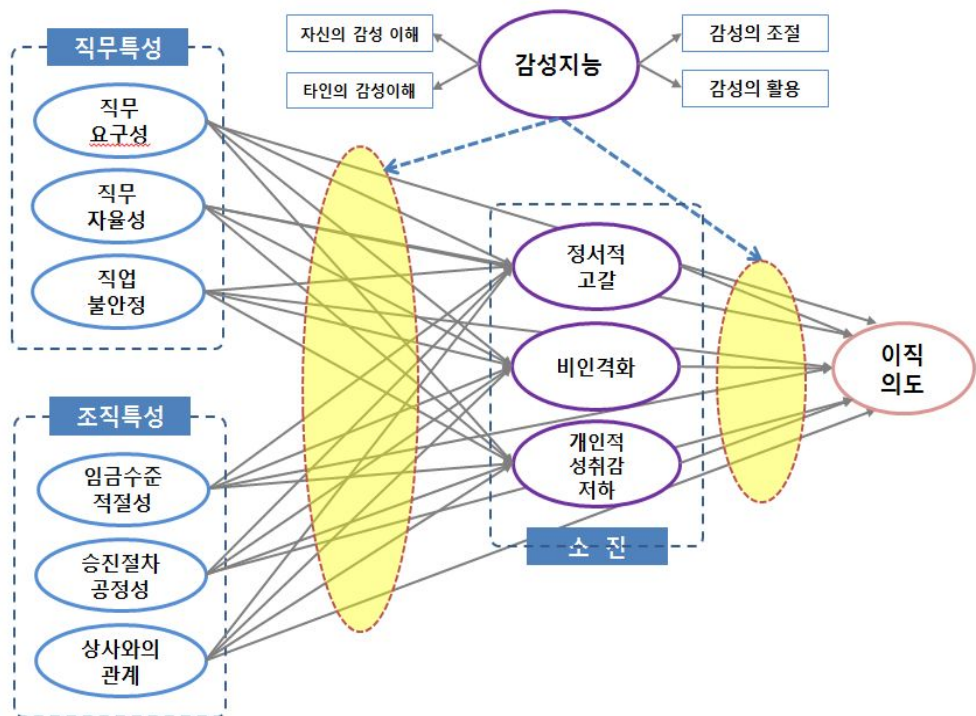 직무특성
직무
요구성
직무
자율성
직업
불안정
조직특성
임금수준
적절성
승진절차
공정성
상사와의
관계
자신의 감성 이해
타인의 감성이해
감성지능
감성의 조절
감성의 활용
정서적
고갈
비인격화
개인적
성취감
저하
소 진
이직
의도